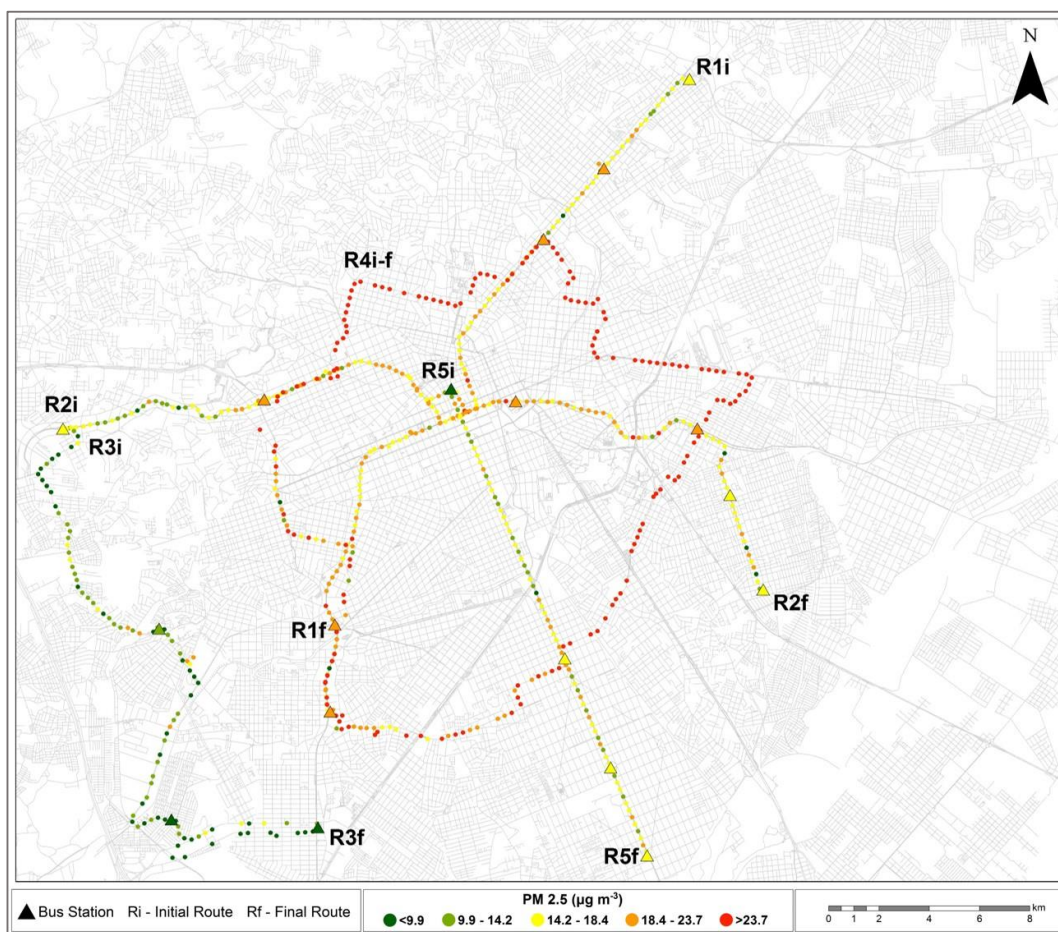 N
R1i
R4i-f
R5i
R2i
R3i
R1f
R2f
R3f
R5f
Bus Station Ri - Initial Route Rf - Final Route
PM 2.5 (µg m⁻³)
<9.9 9.9 - 14.2 14.2 - 18.4 18.4 - 23.7 >23.7
km
0 1 2 4 6 8